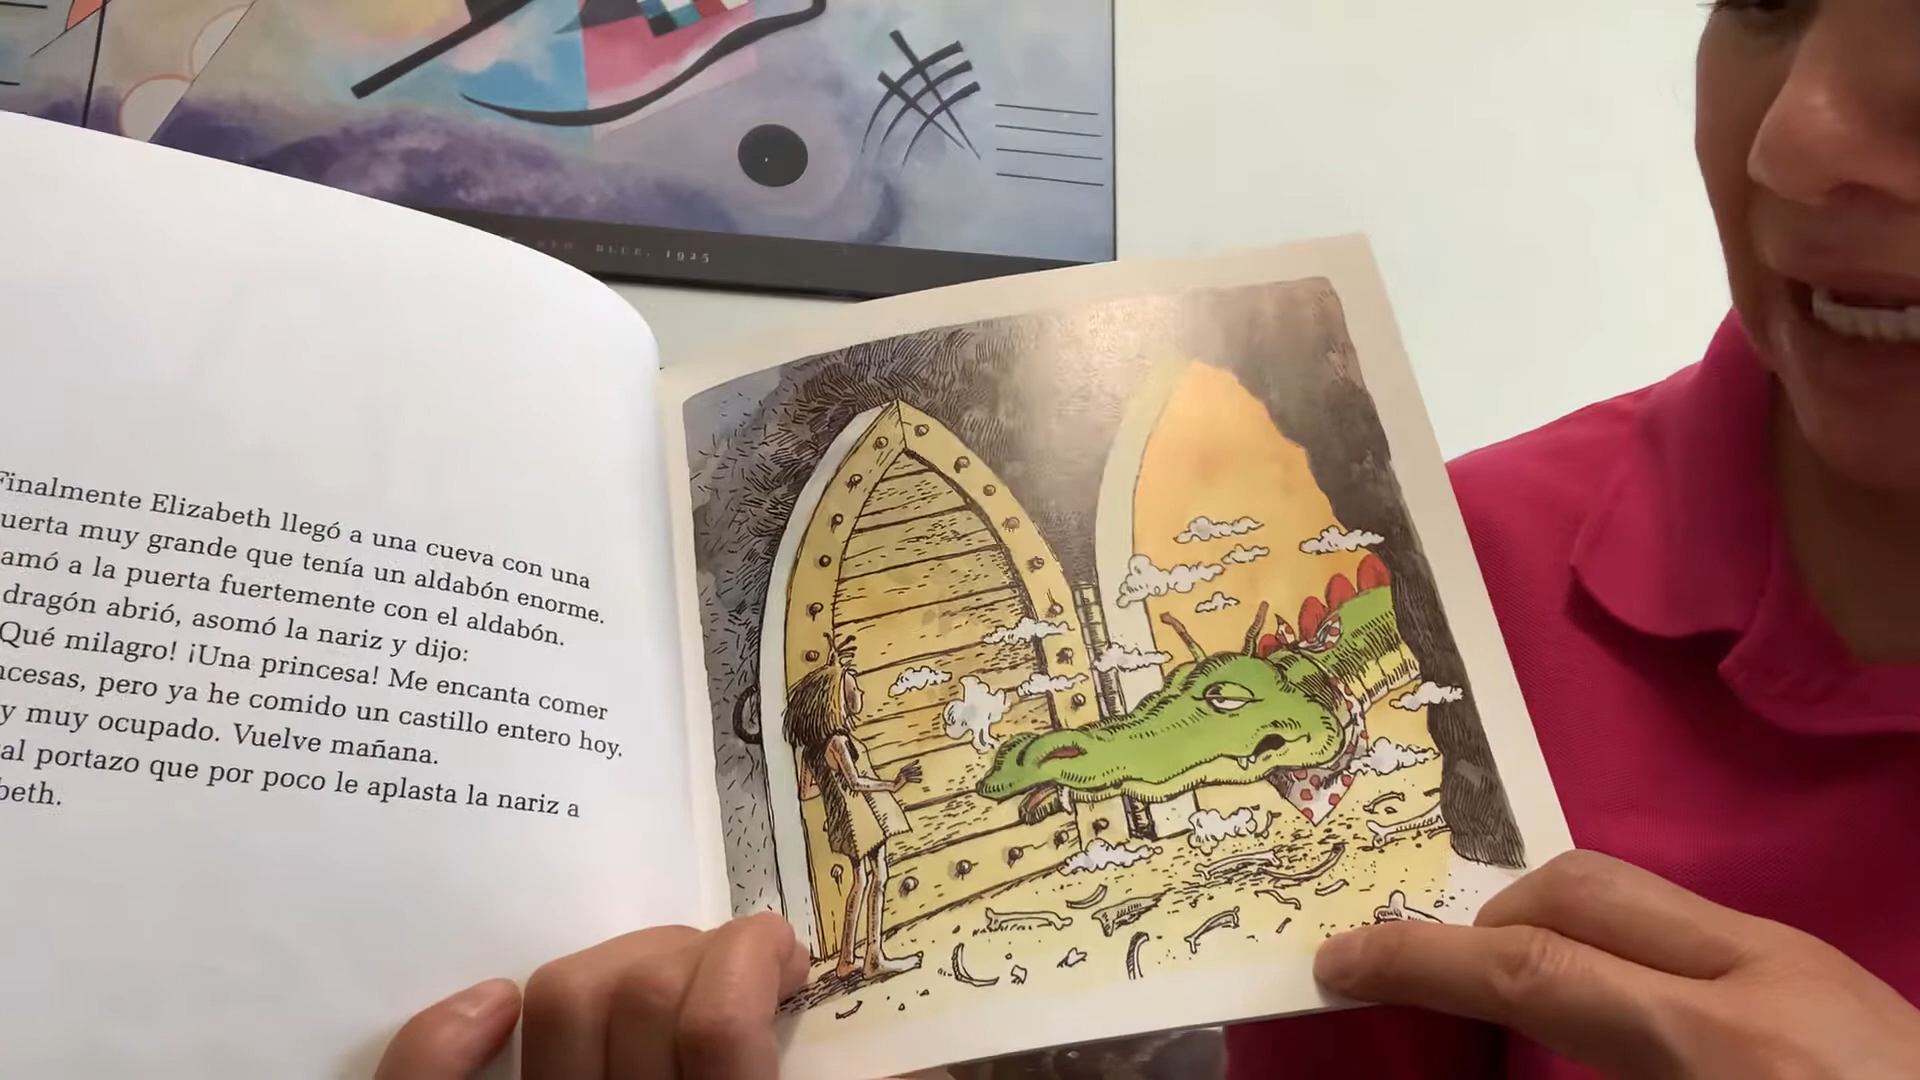 BLUE, 1925
Finalmente Elizabeth llegó a una cueva con una
uerta muy grande que tenía un aldabón enorme.
amó a la puerta fuertemente con el aldabón.
dragón abrió, asomó la nariz y dijo:
Qué milagro! ¡Una princesa! Me encanta comer
ncesas, pero ya he comido un castillo entero hoy.
y muy ocupado. Vuelve mañana.
al portazo que por poco le aplasta la nariz a
beth.